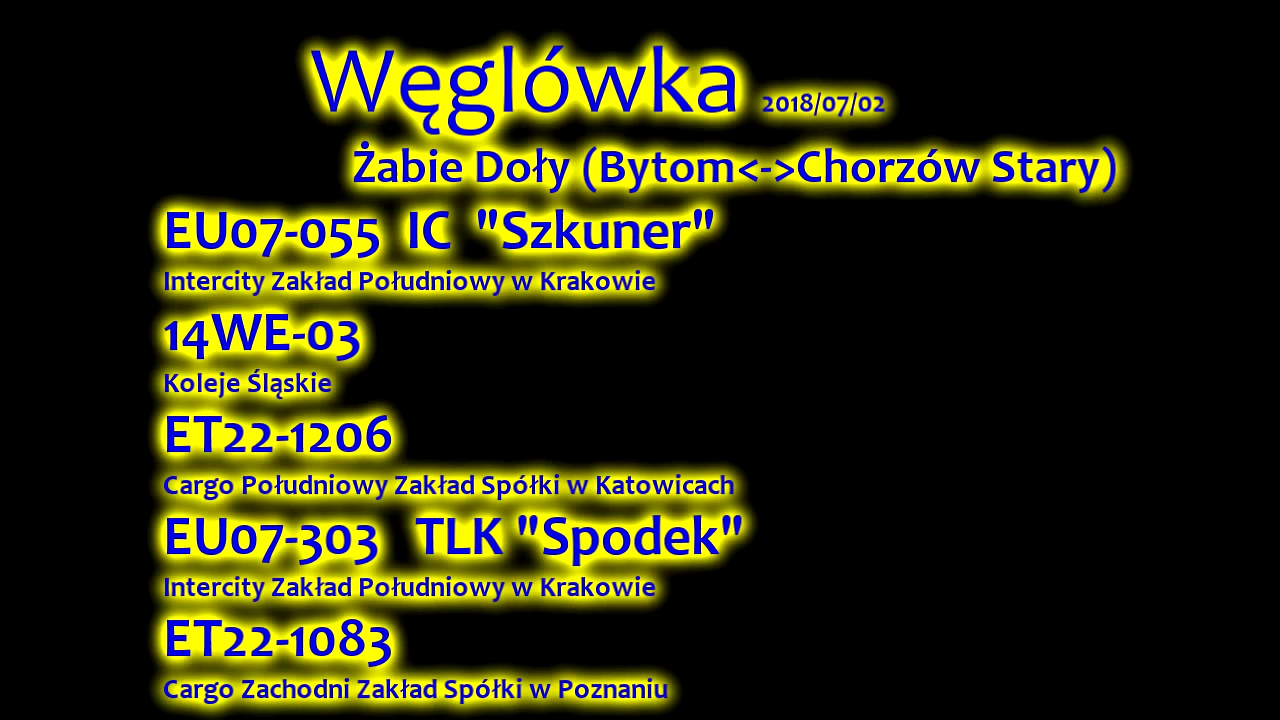 Węglówka 2018/07/02
Żabie Doły (Bytom<->Chorzów Stary)
EU07-055 IC "Szkuner"
Intercity Zakład Południowy w Krakowie
14WE-03
Koleje Śląskie
ET22-1206
Cargo Południowy Zakład Spółki w Katowicach
EU07-303 TLK "Spodek"
Intercity Zakład Południowy w Krakowie
ET22-1083
Cargo Zachodni Zakład Spółki w Poznaniu